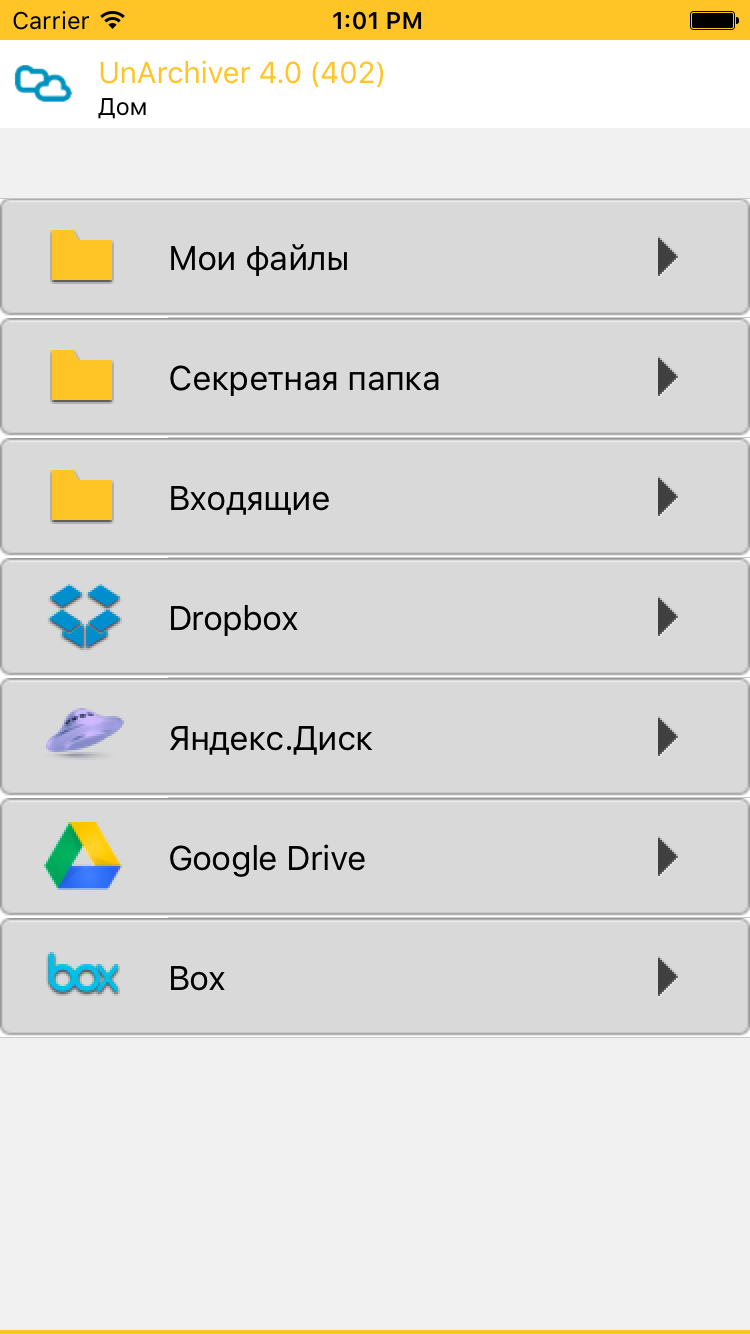 Carrier 1:01 PM
UnArchiver 4.0 (402)
Дом
Мои файлы
Секретная папка
Входящие
Dropbox
Яндекс.Диск
Google Drive
box Box